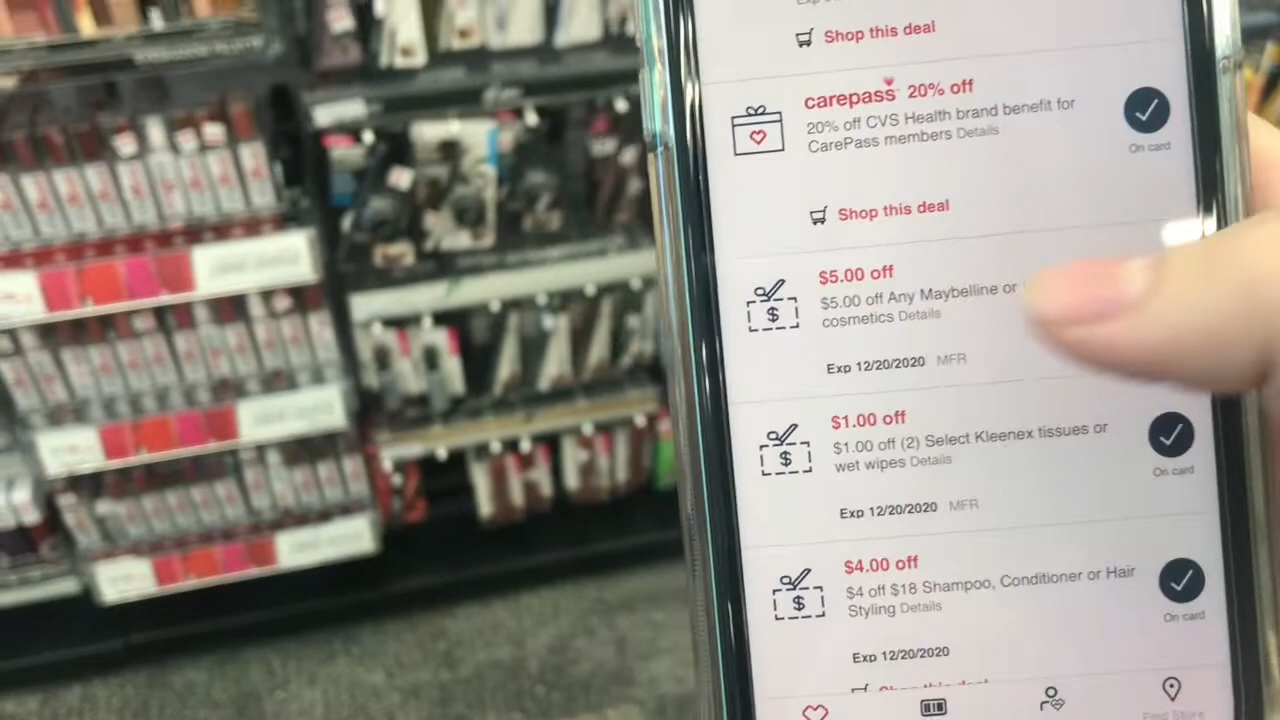 Shop this deal
carepass 20% off
20% off CVS Health brand benefit for
CarePass members Details
On card
Shop this deal
$5.00 off
$5.00 off Any Maybelline or
cosmetics Details
Exp 12/20/2020 MFR
$1.00 off
$1.00 off (2) Select Kleenex tissues or
wet wipes Details
On card
Exp 12/20/2020 MFR
$4.00 off
$4 off $18 Shampoo, Conditioner or Hair
Styling Details
On card
Exp 12/20/2020
Find Store